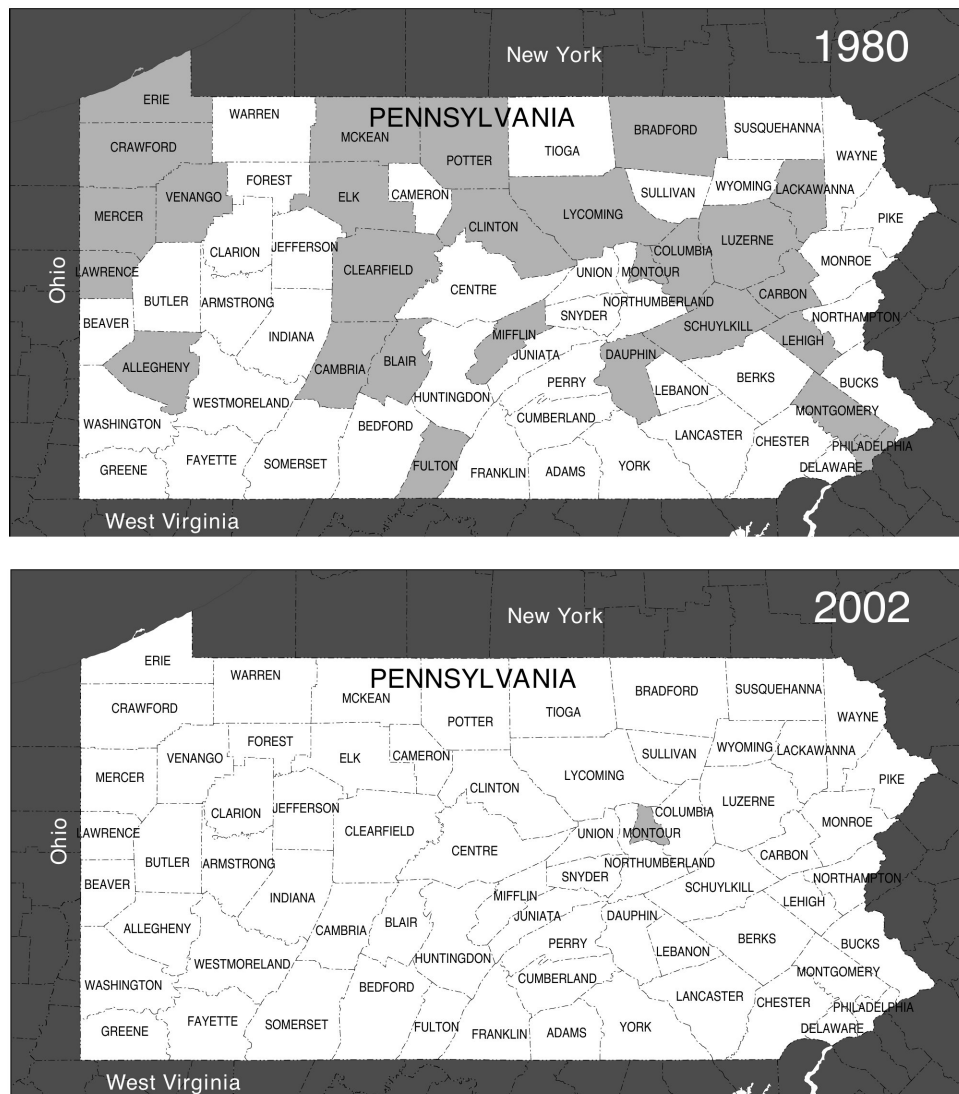 New York
1980
PENNSYLVANIA
ERIE
WARREN
MCKEAN
BRADFORD
SUSQUEHANNA
CRAWFORD
POTTER
TIOGA
WAYNE
FOREST
VENANGO
ELK
CAMERON
SULLIVAN
WYOMING
LACKAWANNA
MERCER
CLINTON
LYCOMING
PIKE
CLARION
JEFFERSON
COLUMBIA
LUZERNE
LAWRENCE
CLEARFIELD
UNION
MONTOUR
MONROE
Ohio
BUTLER
ARMSTRONG
CENTRE
NORTHUMBERLAND
CARBON
BEAVER
INDIANA
SNYDER
SCHUYLKILL
NORTHAMPTON
MIFFLIN
LEHIGH
ALLEGHENY
CAMBRIA
BLAIR
JUNIATA
DAUPHIN
PERRY
LEBANON
BERKS
BUCKS
WESTMORELAND
HUNTINGDON
MONTGOMERY
WASHINGTON
BEDFORD
CUMBERLAND
LANCASTER
CHESTER
PHILADELPHIA
GREENE
FAYETTE
SOMERSET
FULTON
FRANKLIN
ADAMS
YORK
DELAWARE
West Virginia
New York
2002
PENNSYLVANIA
ERIE
WARREN
MCKEAN
BRADFORD
SUSQUEHANNA
CRAWFORD
POTTER
TIOGA
WAYNE
FOREST
VENANGO
ELK
CAMERON
SULLIVAN
WYOMING
LACKAWANNA
MERCER
CLINTON
LYCOMING
PIKE
CLARION
JEFFERSON
COLUMBIA
LUZERNE
LAWRENCE
CLEARFIELD
UNION
MONTOUR
MONROE
Ohio
BUTLER
ARMSTRONG
CENTRE
NORTHUMBERLAND
CARBON
BEAVER
INDIANA
SNYDER
SCHUYLKILL
NORTHAMPTON
MIFFLIN
LEHIGH
ALLEGHENY
CAMBRIA
BLAIR
JUNIATA
DAUPHIN
PERRY
LEBANON
BERKS
BUCKS
WESTMORELAND
HUNTINGDON
MONTGOMERY
WASHINGTON
BEDFORD
CUMBERLAND
LANCASTER
CHESTER
PHILADELPHIA
GREENE
FAYETTE
SOMERSET
FULTON
FRANKLIN
ADAMS
YORK
DELAWARE
West Virginia